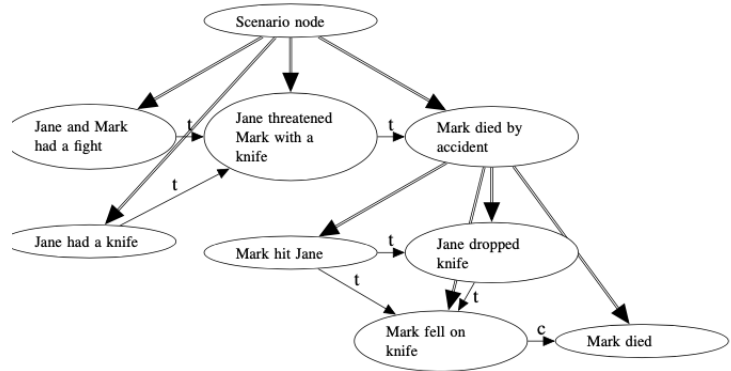 Scenario node
Jane and Mark
had a fight
t
Jane threatened
Mark with a
knife
t
Mark died by
accident
t
Jane had a knife
Mark hit Jane
t
Jane dropped
knife
t
t
Mark fell on
knife
c
Mark died